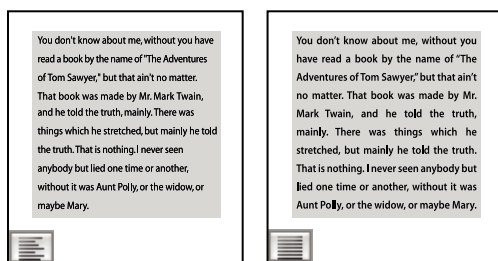 You don't know about me, without you have
read a book by the name of "The Adventures
of Tom Sawyer," but that ain't no matter.
That book was made by Mr. Mark Twain,
and he told the truth, mainly. There was
things which he stretched, but mainly he told
the truth. That is nothing. I never seen
anybody but lied one time or another,
without it was Aunt Polly, or the widow, or
maybe Mary.
You don't know about me, without you
have read a book by the name of "The
Adventures of Tom Sawyer," but that ain't
no matter. That book was made by Mr.
Mark Twain, and he told the truth,
mainly. There was things which he
stretched, but mainly he told the truth.
That is nothing. I never seen anybody but
lied one time or another, without it was
Aunt Polly, or the widow, or maybe Mary.